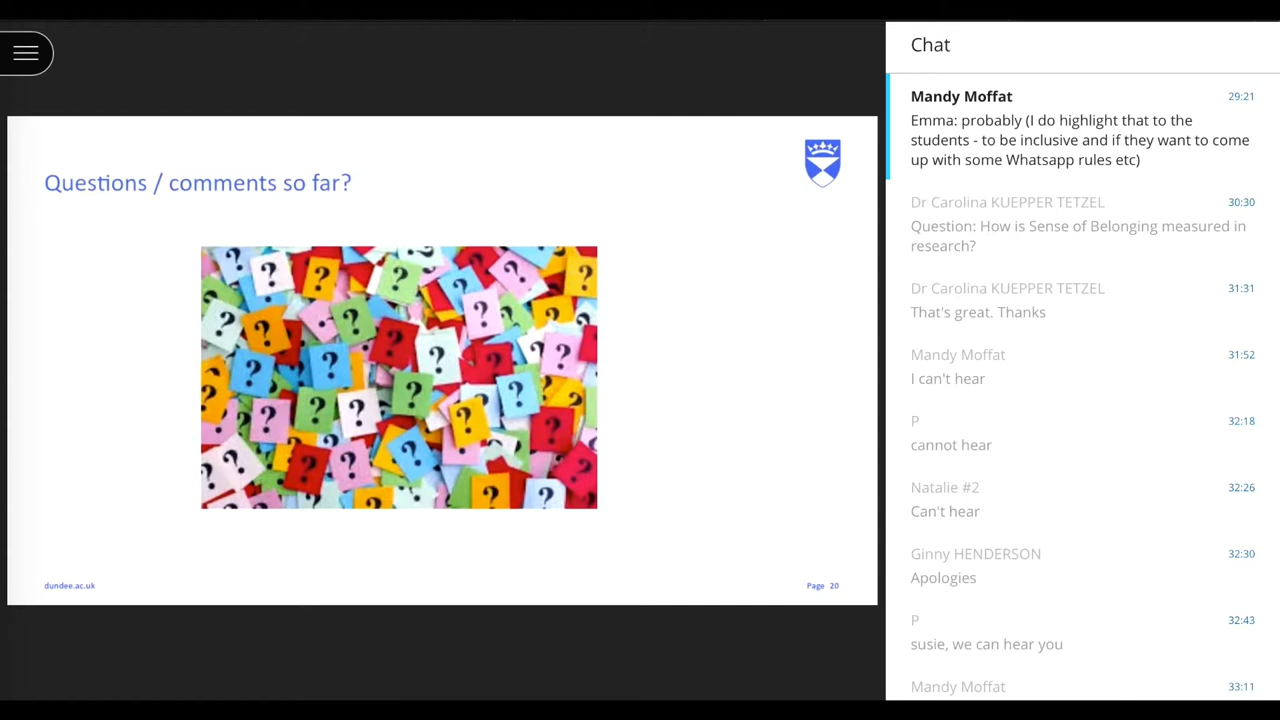 Questions / comments so far?
dundee.ac.uk
Page 20
Chat
Mandy Moffat 29:21
Emma: probably (I do highlight that to the
students - to be inclusive and if they want to come
up with some Whatsapp rules etc)
Dr Carolina KUEPPER TETZEL 30:30
Question: How is Sense of Belonging measured in
research?
Dr Carolina KUEPPER TETZEL 31:31
That's great. Thanks
Mandy Moffat 31:52
I can't hear
P 32:18
cannot hear
Natalie #2 32:26
Can't hear
Ginny HENDERSON 32:30
Apologies
P 32:43
susie, we can hear you
Mandy Moffat 33:11